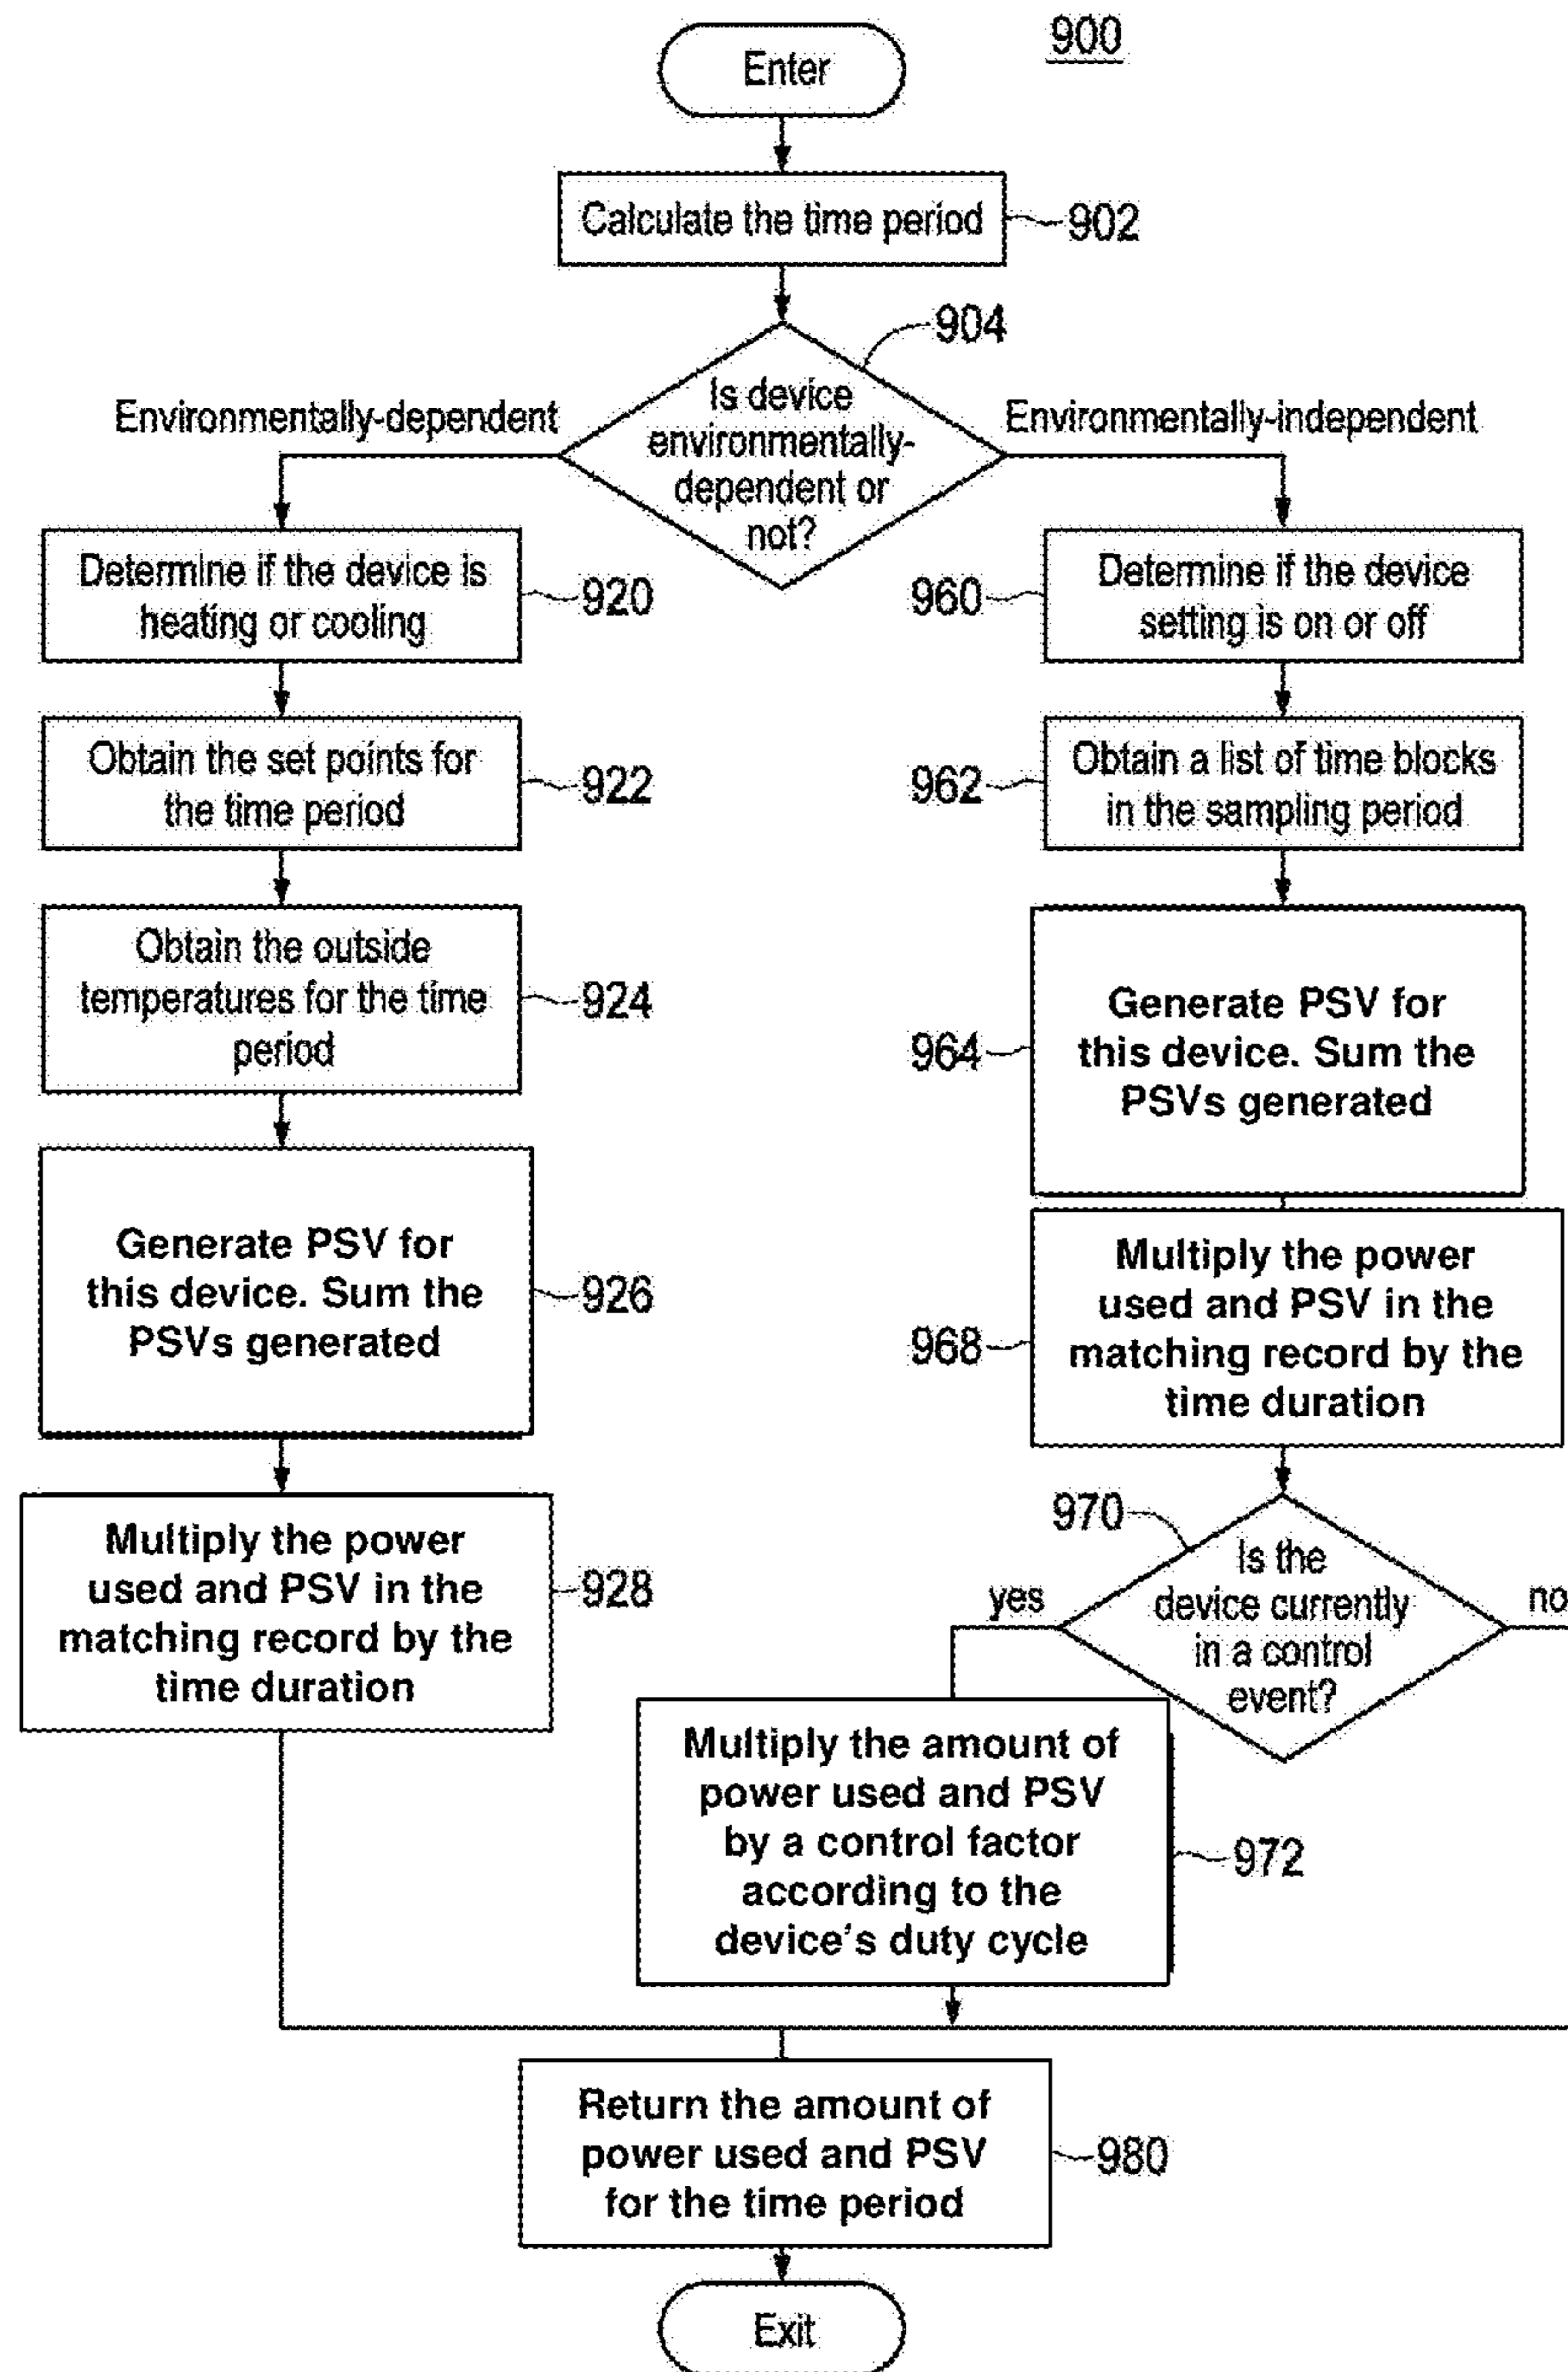 900
Enter
Calculate the time period
902
904
Is device
environmentally-
dependent or
not?
Environmentally-dependent
Environmentally-independent
Determine if the device is
heating or cooling
920
Obtain the set points for
the time period
922
Obtain the outside
temperatures for the time
period
924
Generate PSV for
this device. Sum the
PSVs generated
926
Multiply the power
used and PSV in the
matching record by the
time duration
928
960
Determine if the device
setting is on or off
962
Obtain a list of time blocks
in the sampling period
964
Generate PSV for
this device. Sum the
PSVs generated
968
Multiply the power
used and PSV in the
matching record by the
time duration
970
Is the
device currently
in a control
event?
yes
no
Multiply the amount of
power used and PSV
by a control factor
according to the
device's duty cycle
972
Return the amount of
power used and PSV
for the time period
980
Exit